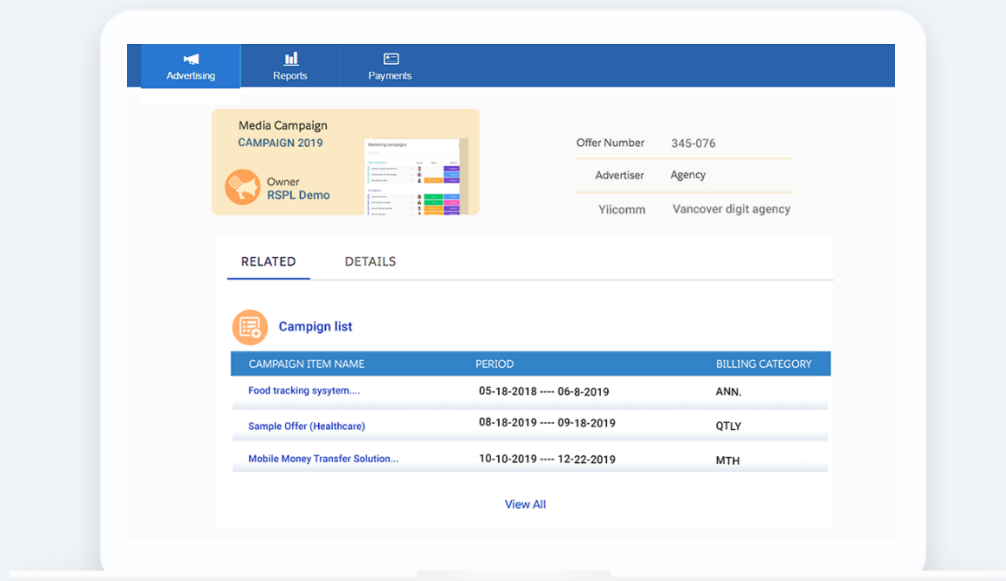 Advertising
Reports
Payments
Media Campaign
CAMPAIGN 2019
Owner
RSPL Demo
Marketing campaigns
Offer Number 345-076
Advertiser Agency
Yiicomm Vancover digit agency
RELATED DETAILS
Campign list
CAMPAIGN ITEM NAME PERIOD BILLING CATEGORY
Food tracking sysytem.... 05-18-2018 ---- 06-8-2019 ANN.
Sample Offer (Healthcare) 08-18-2019 ---- 09-18-2019 QTLY
Mobile Money Transfer Solution... 10-10-2019 ---- 12-22-2019 MTH
View All